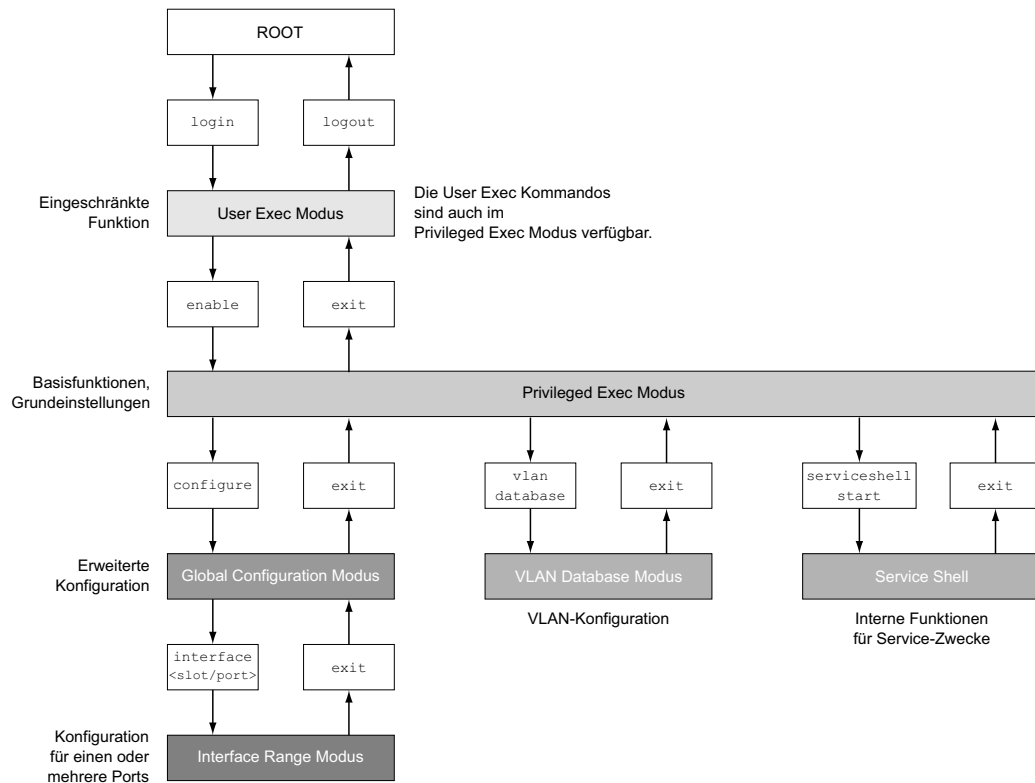 ROOT
login
logout
Eingeschränkte
Funktion
User Exec Modus
Die User Exec Kommandos
sind auch im
Privileged Exec Modus verfügbar.
enable
exit
Basisfunktionen,
Grundeinstellungen
Privileged Exec Modus
configure
exit
vlan
database
exit
serviceshell
start
exit
Erweiterte
Konfiguration
Global Configuration Modus
VLAN Database Modus
Service Shell
VLAN-Konfiguration
Interne Funktionen
für Service-Zwecke
interface
<slot/port>
exit
Konfiguration
für einen oder
mehrere Ports
Interface Range Modus